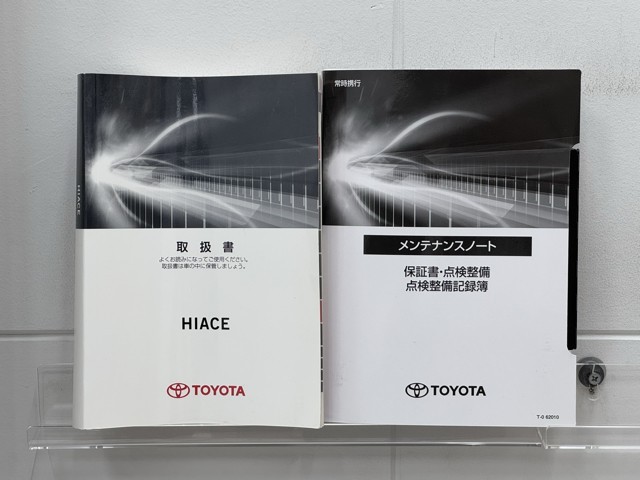 HIACE
取扱書
よくお読みになってご使用ください。
取扱書は車の中に保管しましょう。
HIACE
TOYOTA
常時携行
メンテナンスノート
保証書・点検整備
点検整備記録簿
TOYOTA
T-0 62010